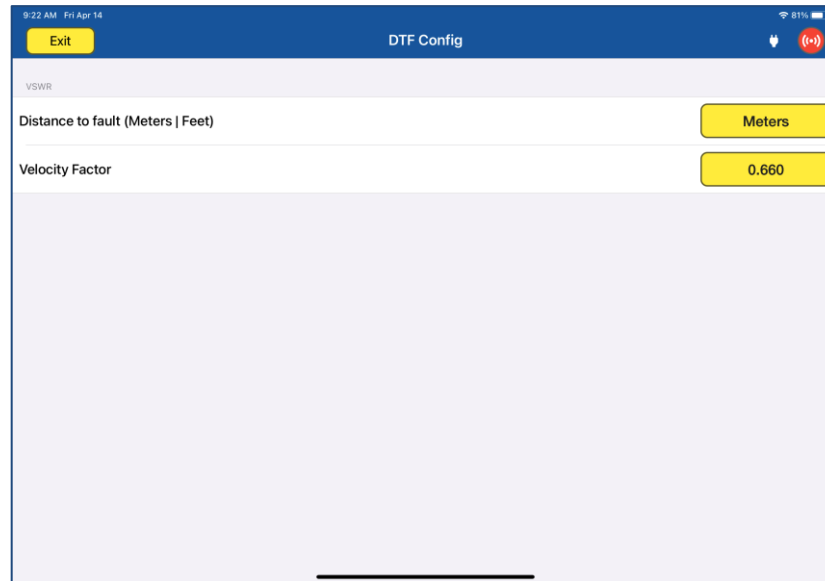 9:22 AM Fri Apr 14 81%
Exit DTF Config
VSWR
Distance to fault (Meters | Feet) Meters
Velocity Factor 0.660